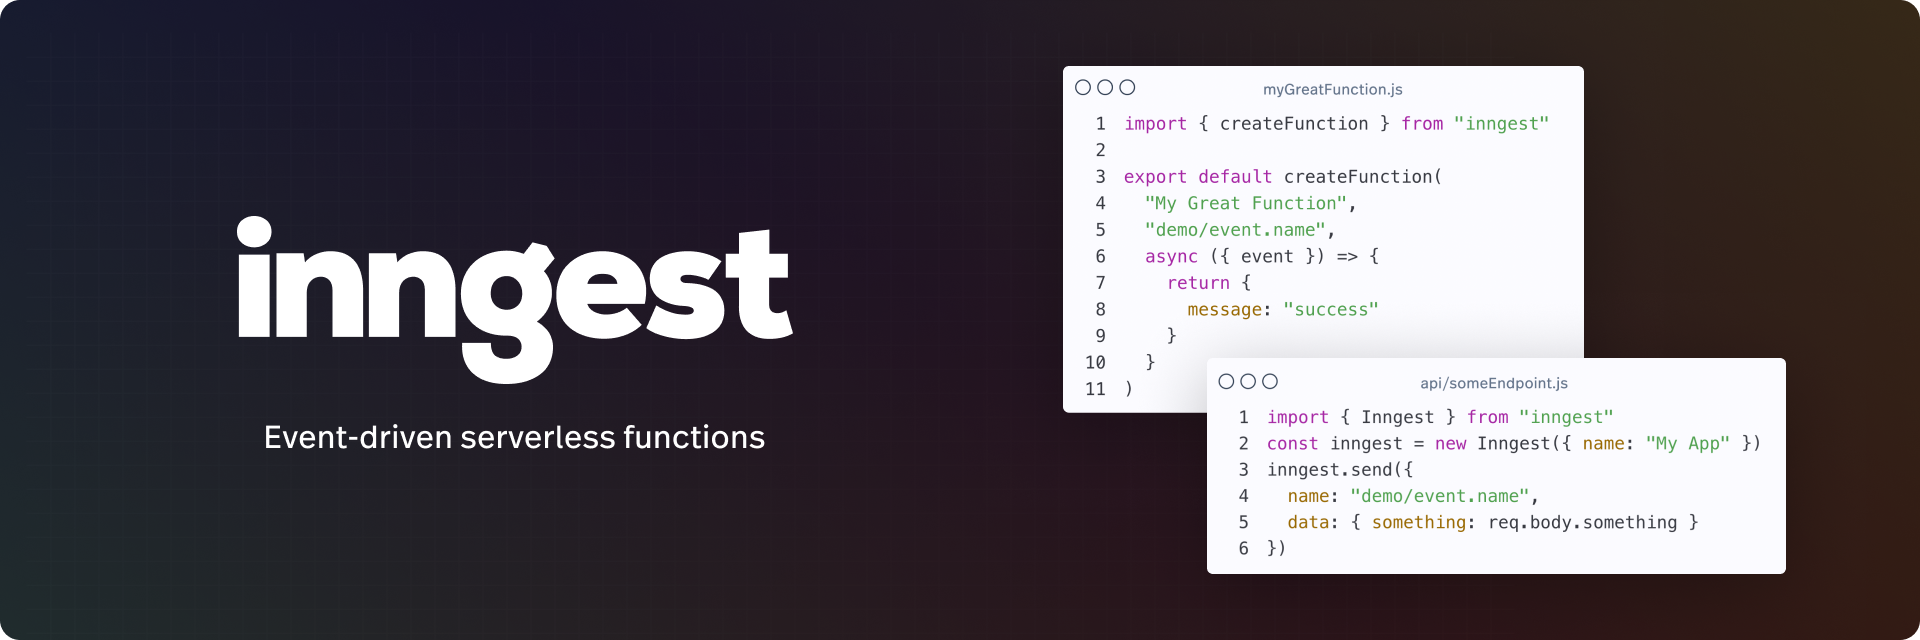 inngest
Event-driven serverless functions
myGreatFunction.js
1 import { createFunction } from "inngest"
2
3 export default createFunction(
4   "My Great Function",
5   "demo/event.name",
6   async ({ event }) => {
7     return {
8       message: "success"
9     }
10   }
11 )
api/someEndpoint.js
1 import { Inngest } from "inngest"
2 const inngest = new Inngest({ name: "My App" })
3 inngest.send({
4   name: "demo/event.name",
5   data: { something: req.body.something }
6 })